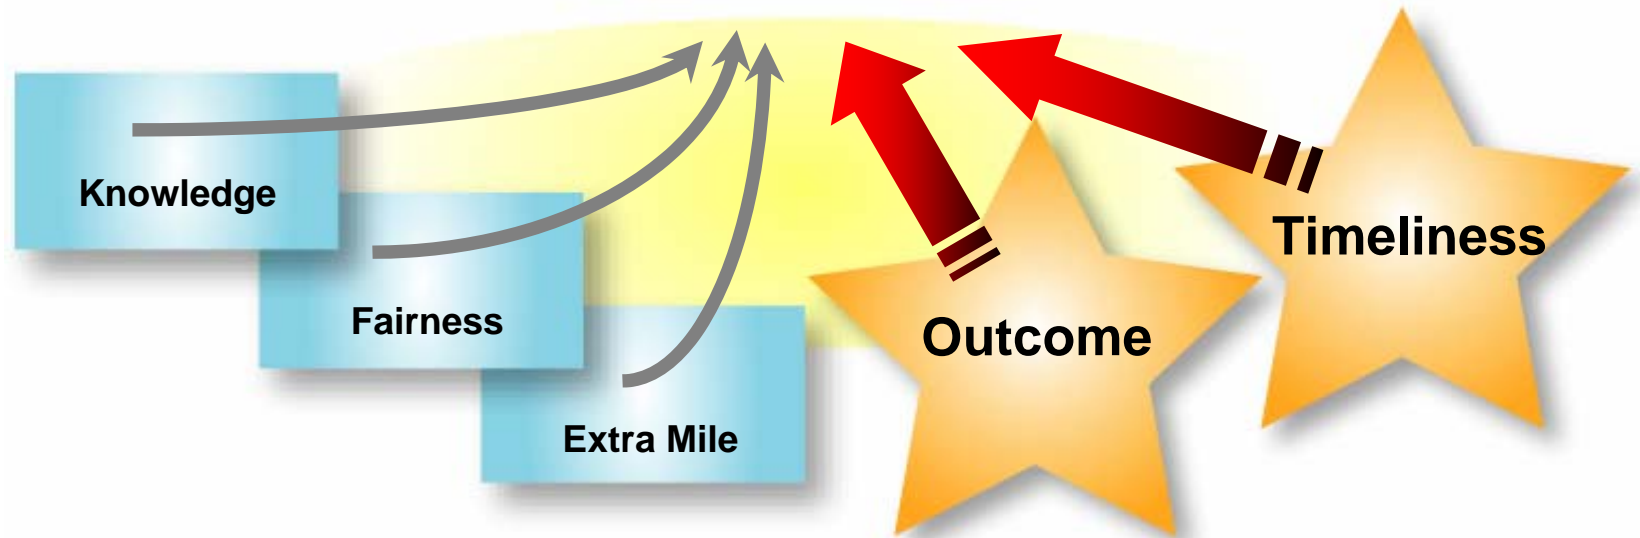 Knowledge
Fairness
Extra Mile
Outcome
Timeliness